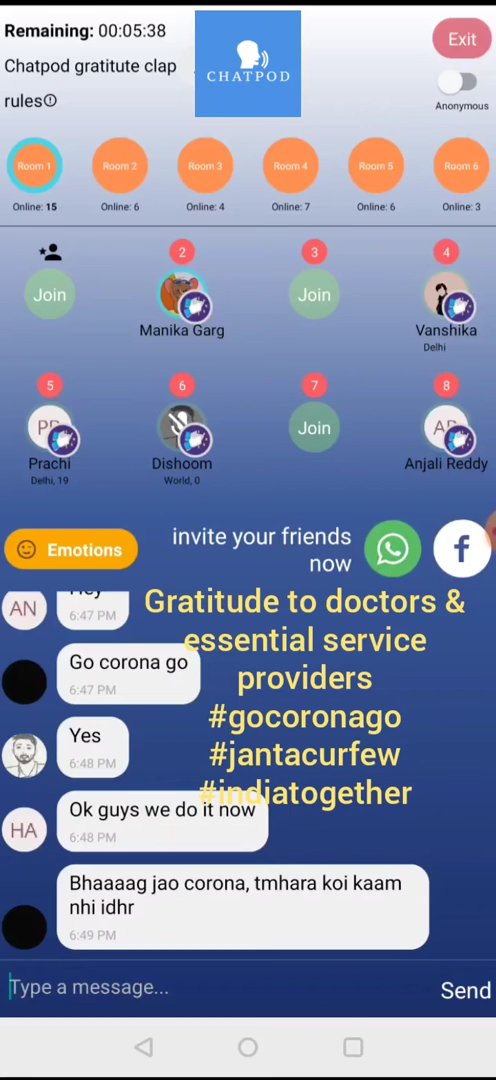 Remaining: 00:05:38
CHATPOD
Exit
Chatpod gratitute clap
rules
Anonymous
Room 1
Room 2
Room 3
Room 4
Room 5
Room 6
Online: 15
Online: 6
Online: 4
Online: 7
Online: 6
Online: 3
Join
2
Manika Garg
3
Join
4
Vanshika
Delhi
5
Prachi
Delhi, 19
6
Dishoom
World, 0
7
Join
8
Anjali Reddy
Emotions
invite your friends
now
f
Gratitude to doctors &
essential service
providers
#gocoronago
#jantacurfew
#indiatogether
AN
Hey
6:47 PM
Go corona go
6:47 PM
Yes
6:48 PM
HA
Ok guys we do it now
6:48 PM
Bhaaaag jao corona, tmhara koi kaam
nhi idhr
6:49 PM
Type a message...
Send